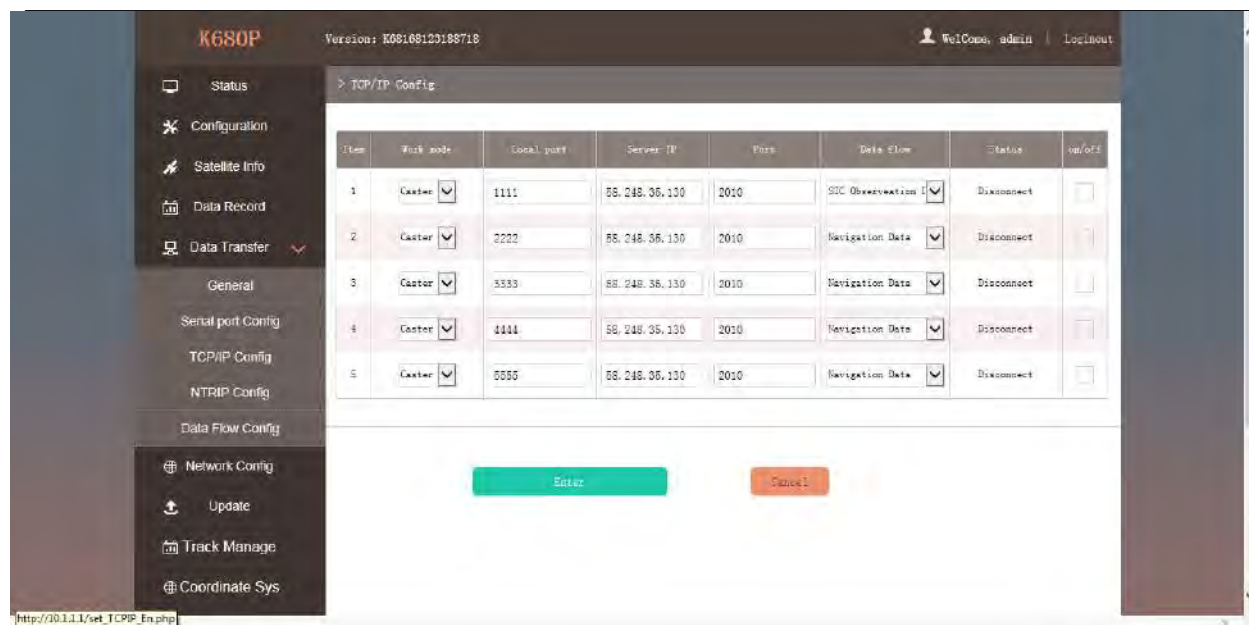 K680P
Version: K68168123188718
WelCome, admin | Loginout
Status
Configuration
Satellite Info
Data Record
Data Transfer
General
Serial port Config
TCP/IP Config
NTRIP Config
Data Flow Config
Network Config
Update
Track Manage
Coordinate Sys
> TCP/IP Config
Item Work mode Local port Server IP Port Data flow Status on/off
1 Caster 1111 58.248.35.130 2010 SIC Observeation Disconnect
2 Caster 2222 58.248.35.130 2010 Navigation Data Disconnect
3 Caster 3333 58.248.35.130 2010 Navigation Data Disconnect
4 Caster 4444 58.248.35.130 2010 Navigation Data Disconnect
5 Caster 5555 58.248.35.130 2010 Navigation Data Disconnect
Enter Cancel
http://10.1.1.1/set_TCPIP_En.php